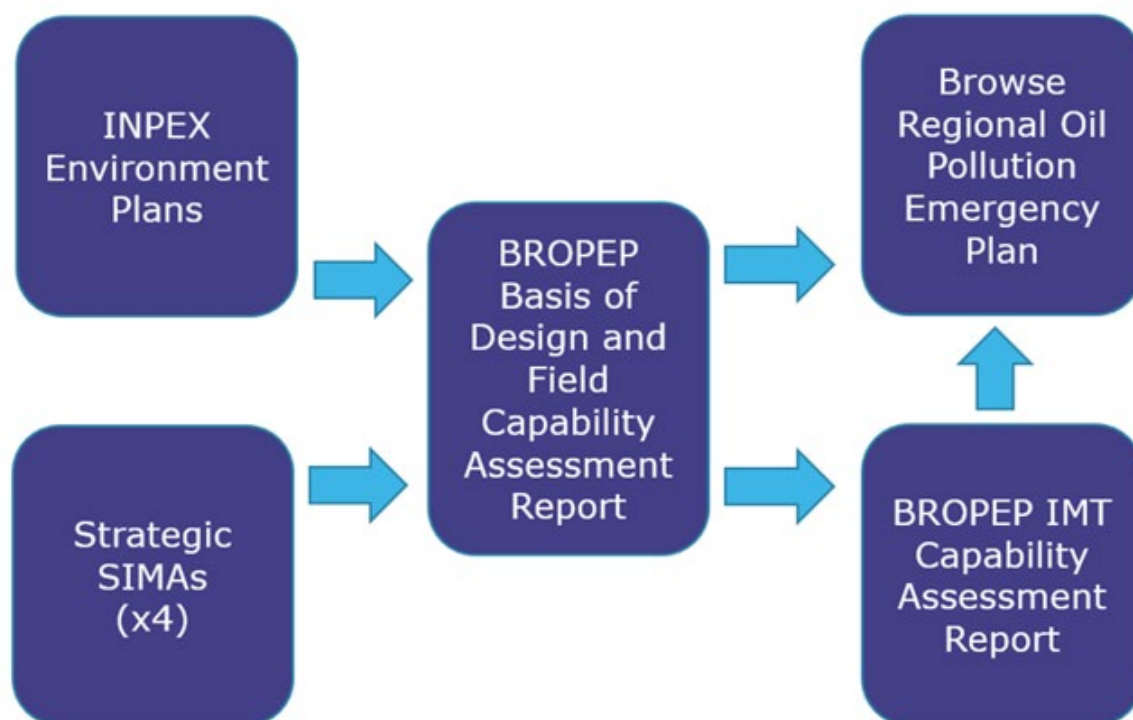 INPEX
Environment
Plans
Strategic
SIMAs
(x4)
BROPEP
Basis of
Design and
Field
Capability
Assessment
Report
Browse
Regional Oil
Pollution
Emergency
Plan
BROPEP IMT
Capability
Assessment
Report